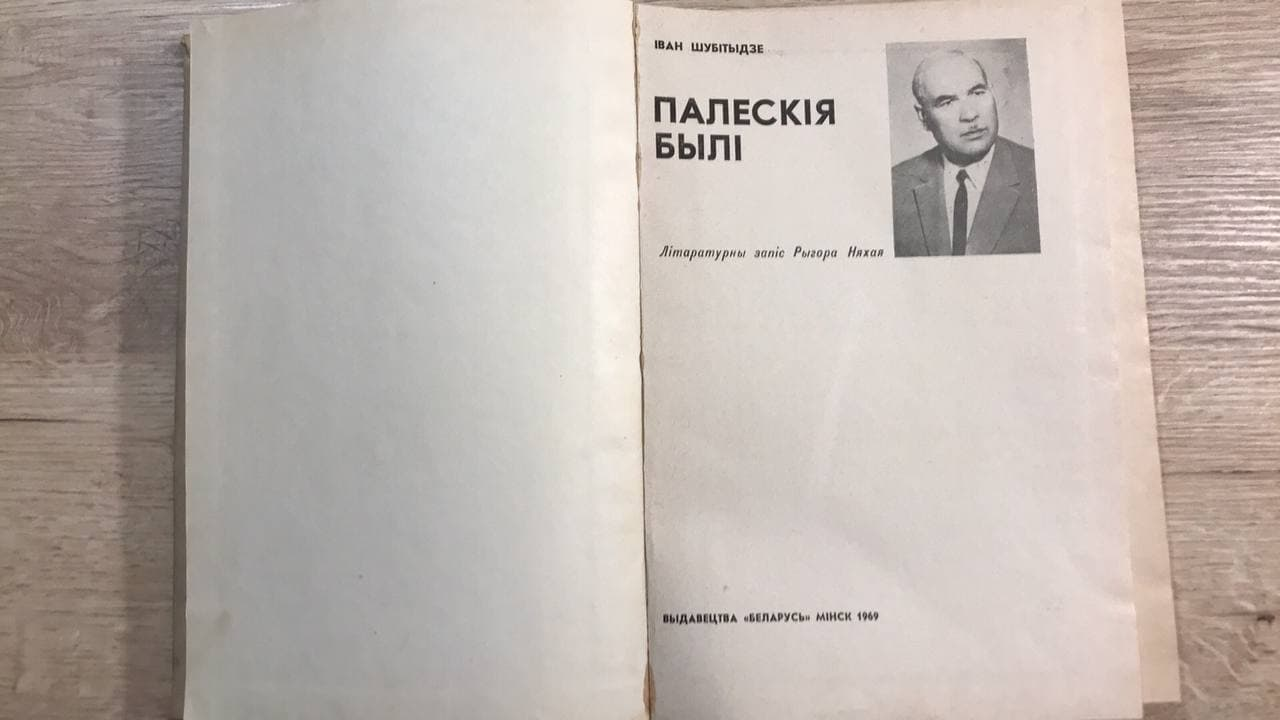 ІВАН ШУБІТЫДЗЕ
ПАЛЕСКІЯ
БЫЛІ
Літаратурны запіс Рыгора Няхая
ВЫДАВЕЦТВА «БЕЛАРУСЬ» МІНСК 1969